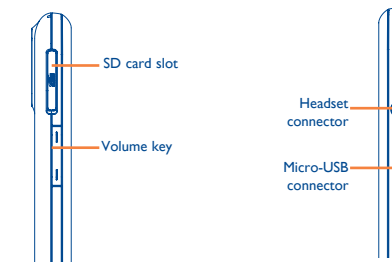 SD card slot
Volume key
Headset
connector
Micro-USB
connector